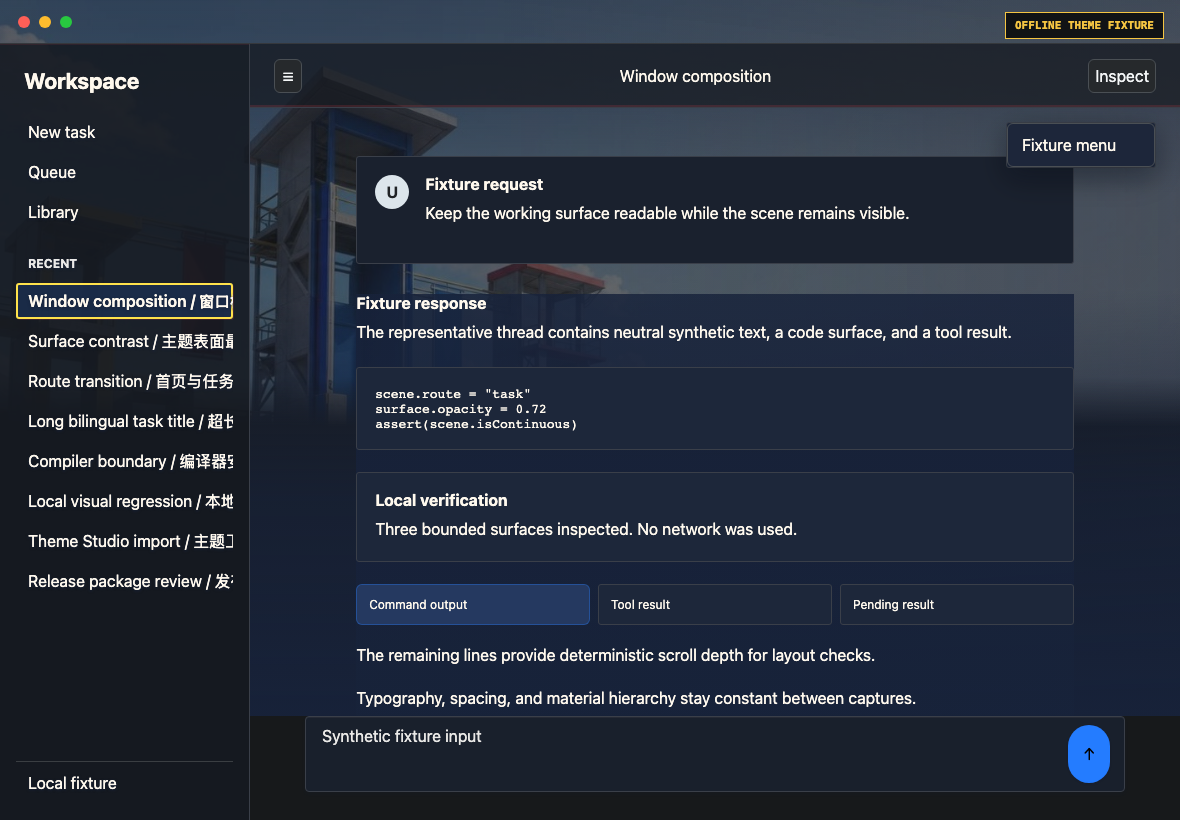 OFFLINE THEME FIXTURE
Workspace
New task
Queue
Library
RECENT
Window composition / 窗口
Surface contrast / 主题表面
Route transition / 首页与任务
Long bilingual task title / 超
Compiler boundary / 编译器
Local visual regression / 本地
Theme Studio import / 主题
Release package review / 发
Local fixture
Window composition
Inspect
Fixture menu
U
Fixture request
Keep the working surface readable while the scene remains visible.
Fixture response
The representative thread contains neutral synthetic text, a code surface, and a tool result.
scene.route = "task"
surface.opacity = 0.72
assert(scene.isContinuous)
Local verification
Three bounded surfaces inspected. No network was used.
Command output
Tool result
Pending result
The remaining lines provide deterministic scroll depth for layout checks.
Typography, spacing, and material hierarchy stay constant between captures.
Synthetic fixture input